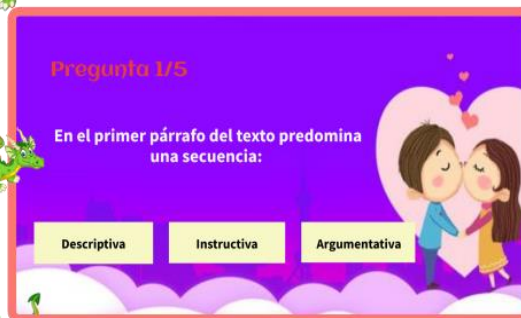 Pregunta 1/5
En el primer párrafo del texto predomina
una secuencia:
Descriptiva
Instructiva
Argumentativa